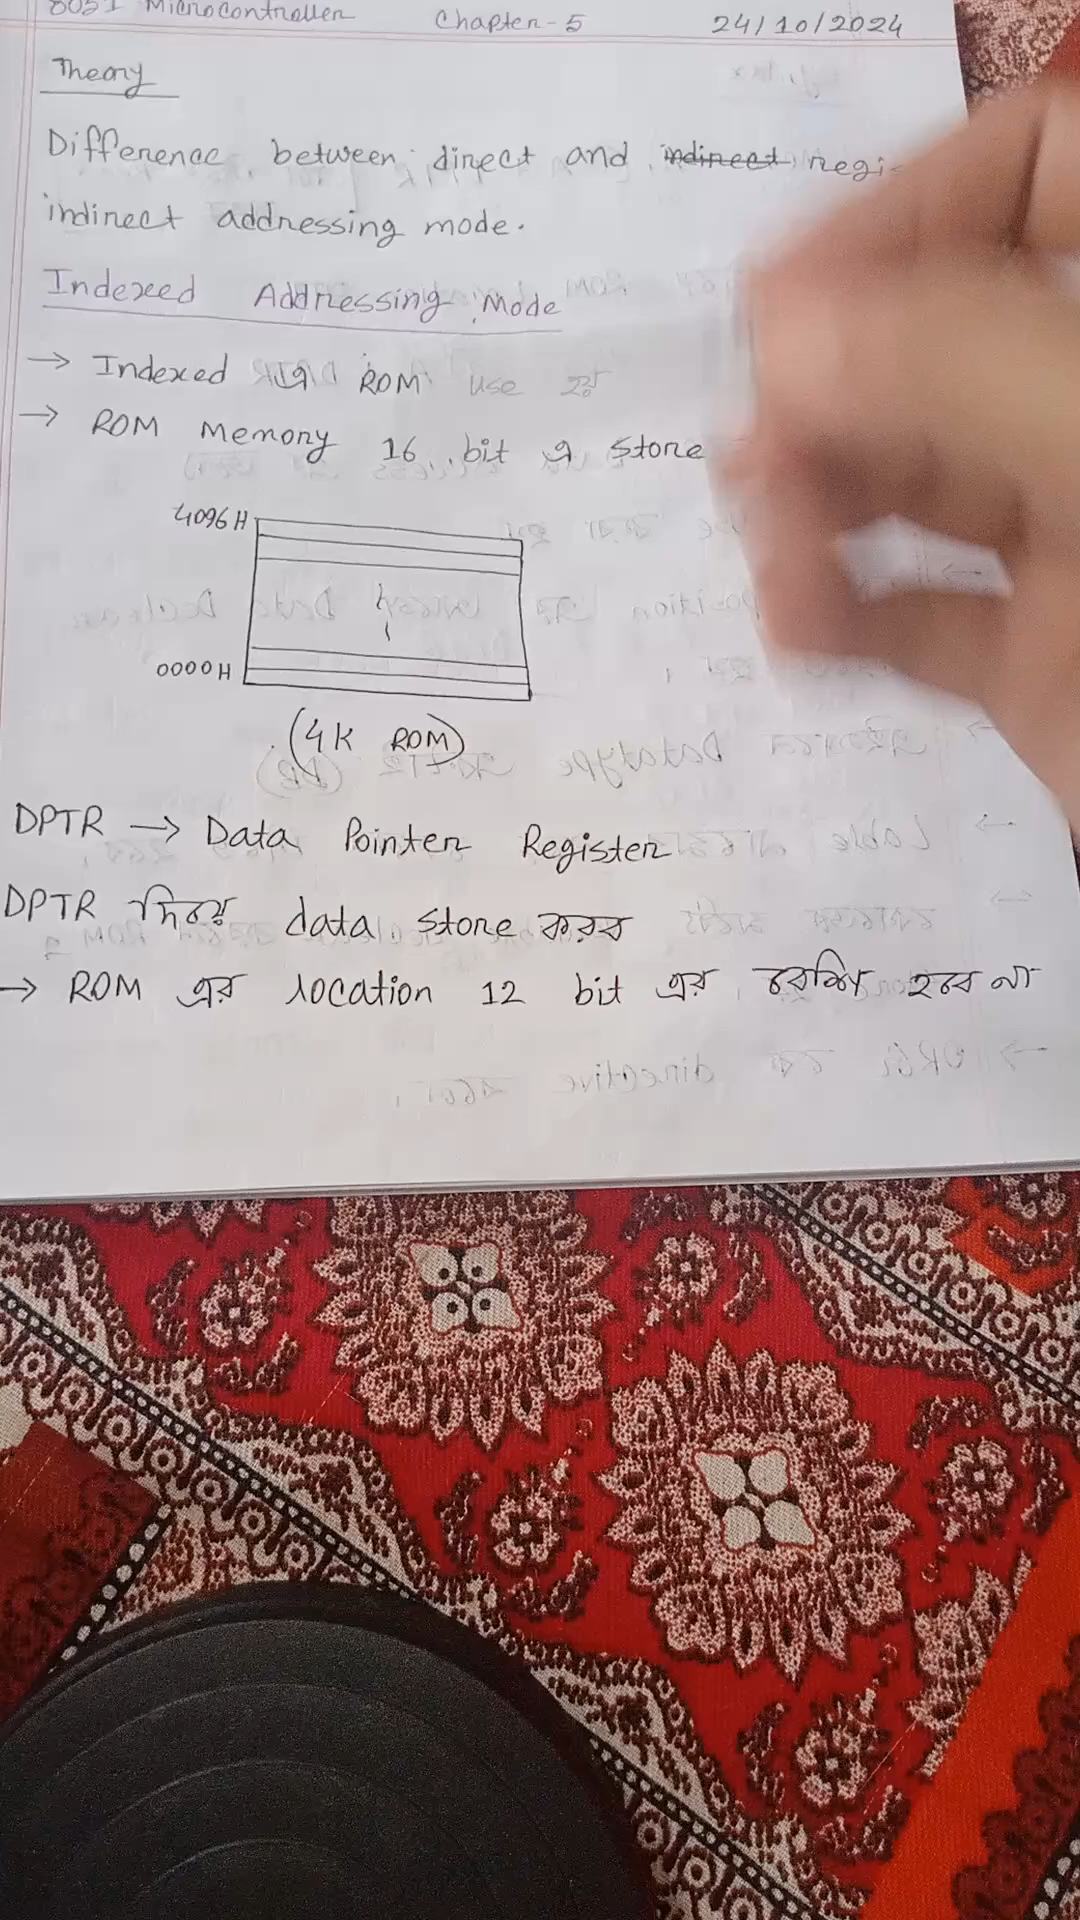 8051 Microcontroller Chapter-5 24/10/2024
Theory
Difference between direct and indirect regi
indirect addressing mode.
Indexed Addressing Mode
→ Indexed এ ROM use হয়
→ ROM Memory 16 bit এ store
4096H
0000H
(4K ROM)
DPTR → Data Pointer Register
DPTR দিয়ে data store করব
→ ROM এর location 12 bit এর বেশি হবে না